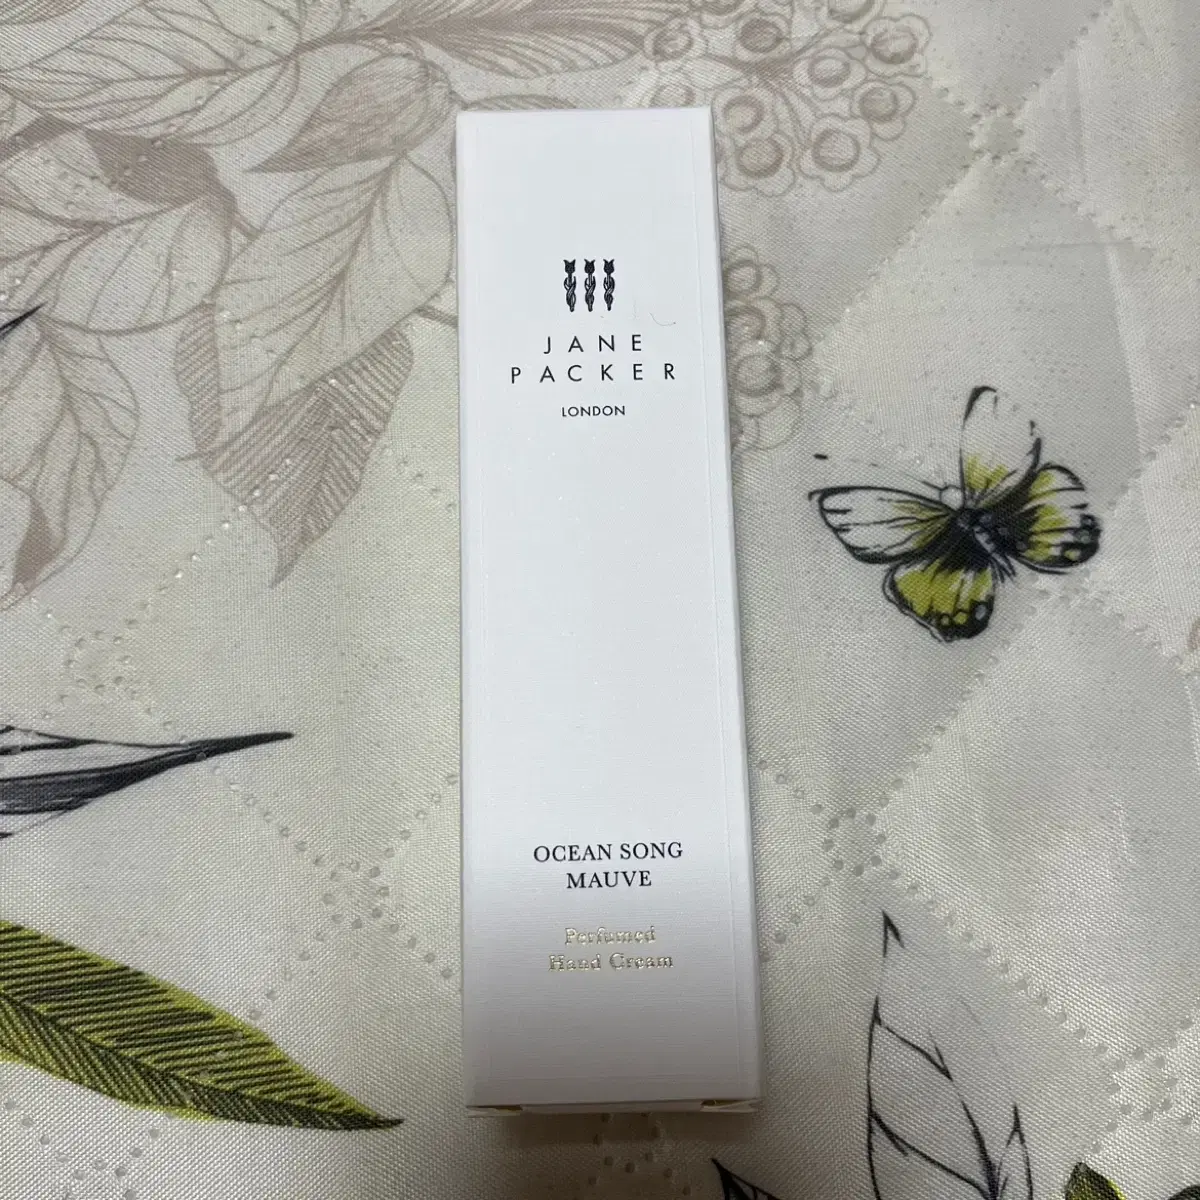 JANE
PACKER
LONDON
OCEAN SONG
MAUVE
Perfumed
Hand Cream